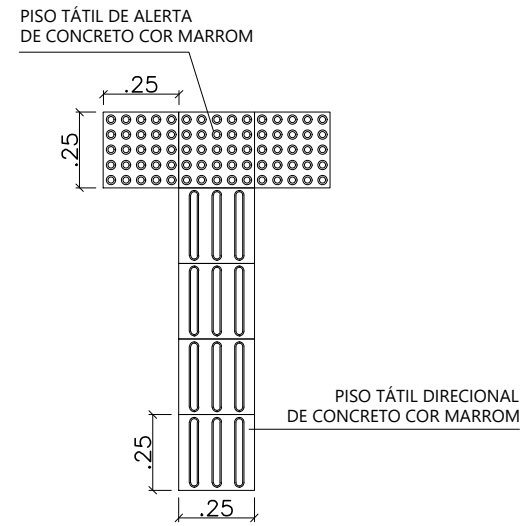 PISO TÁTIL DE ALERTA
DE CONCRETO COR MARROM
.25
.25
PISO TÁTIL DIRECIONAL
DE CONCRETO COR MARROM
.25
.25